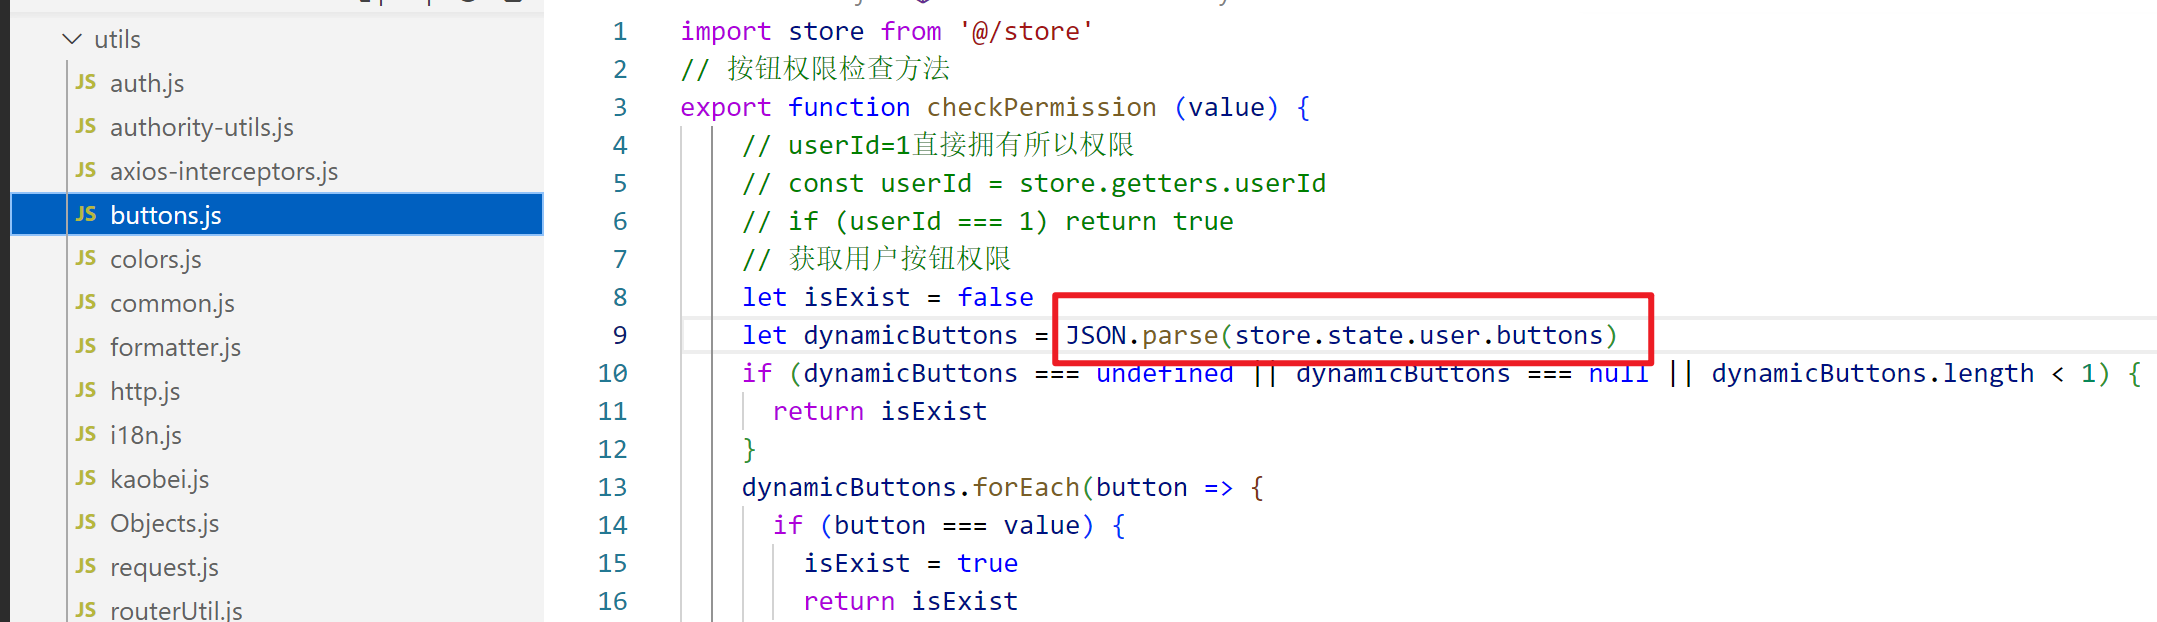 utils
JS auth.js
JS authority-utils.js
JS axios-interceptors.js
JS buttons.js
JS colors.js
JS common.js
JS formatter.js
JS http.js
JS i18n.js
JS kaobei.js
JS Objects.js
JS request.js
JS routerUtil.js
1 import store from '@/store'
2 // 按钮权限检查方法
3 export function checkPermission (value) {
4 // userId=1直接拥有所以权限
5 // const userId = store.getters.userId
6 // if (userId === 1) return true
7 // 获取用户按钮权限
8 let isExist = false
9 let dynamicButtons = JSON.parse(store.state.user.buttons)
10 if (dynamicButtons === undefined || dynamicButtons === null || dynamicButtons.length < 1) {
11 return isExist
12 }
13 dynamicButtons.forEach(button => {
14 if (button === value) {
15 isExist = true
16 return isExist